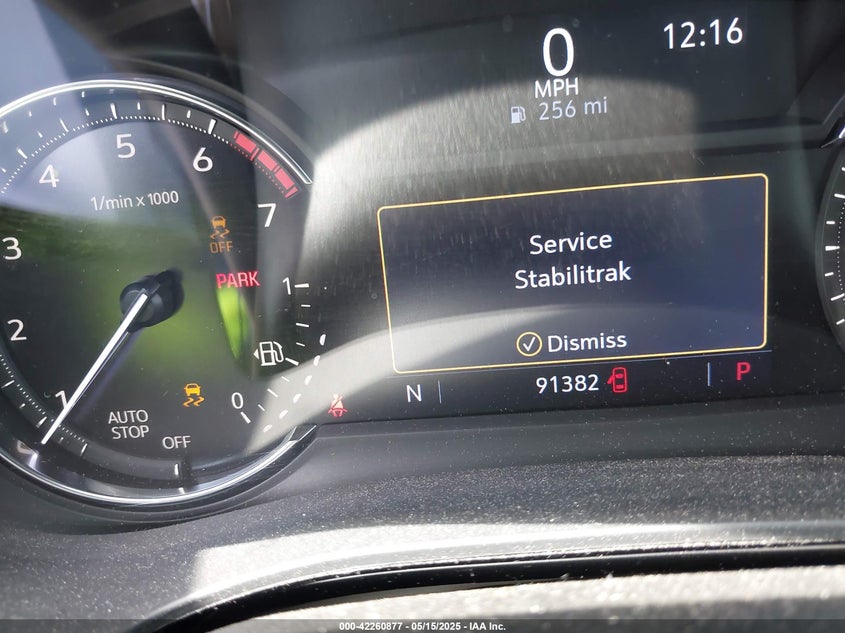 0
12:16
MPH
256 mi
5
4
6
1/min x 1000
7
3
OFF
PARK
1
2
Service
Stabilitrak
Dismiss
1
0
N
91382
P
AUTO
STOP
OFF
000-42260877 - 05/15/2025 - IAA Inc.